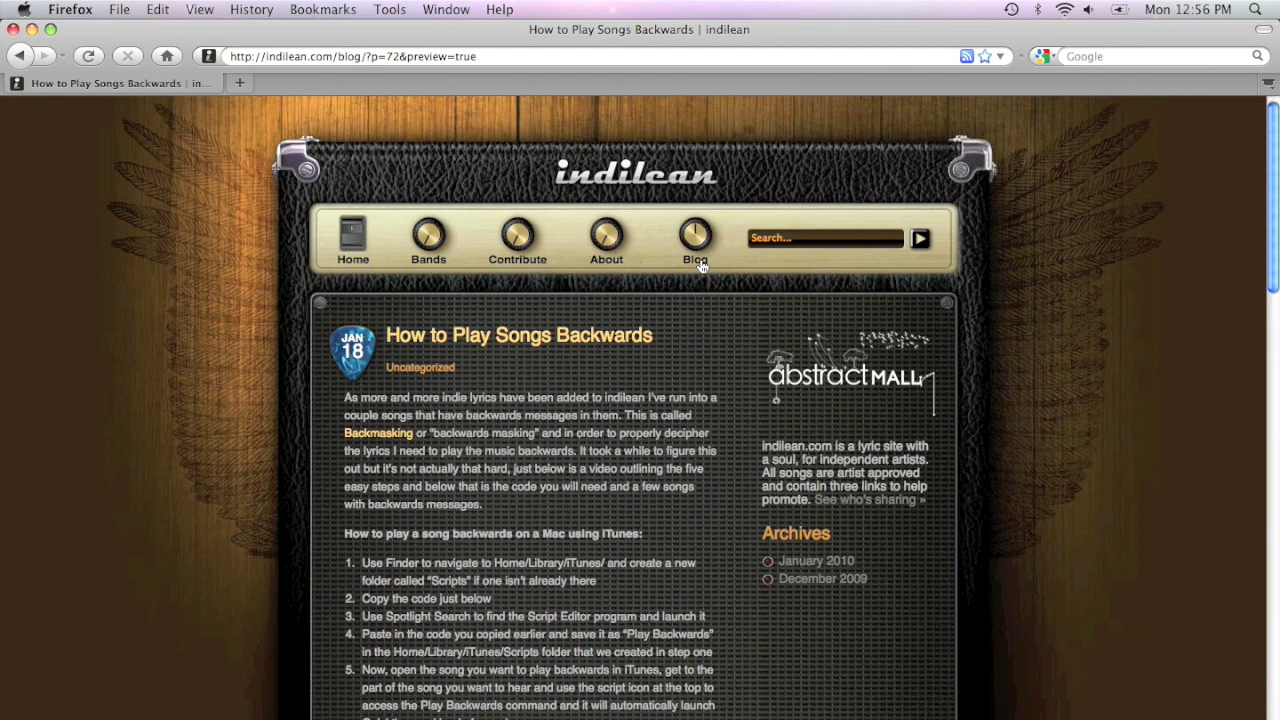 Firefox File Edit View History Bookmarks Tools Window Help Mon 12:56 PM
How to Play Songs Backwards | indilean
http://indilean.com/blog/?p=72&preview=true Google
How to Play Songs Backwards | in...
indilean
Home Bands Contribute About Blog Search...
JAN
18
How to Play Songs Backwards
Uncategorized
As more and more indie lyrics have been added to indilean I've run into a
couple songs that have backwards messages in them. This is called
Backmasking or "backwards masking" and in order to properly decipher
the lyrics I need to play the music backwards. It took a while to figure this
out but it's not actually that hard, just below is a video outlining the five
easy steps and below that is the code you will need and a few songs
with backwards messages.
How to play a song backwards on a Mac using iTunes:
1. Use Finder to navigate to Home/Library/iTunes/ and create a new
folder called "Scripts" if one isn't already there
2. Copy the code just below
3. Use Spotlight Search to find the Script Editor program and launch it
4. Paste in the code you copied earlier and save it as "Play Backwards"
in the Home/Library/iTunes/Scripts folder that we created in step one
5. Now, open the song you want to play backwards in iTunes, get to the
part of the song you want to hear and use the script icon at the top to
access the Play Backwards command and it will automatically launch
abstractMALL
Indilean.com is a lyric site with
a soul, for independent artists.
All songs are artist approved
and contain three links to help
promote. See who's sharing »
Archives
January 2010
December 2009